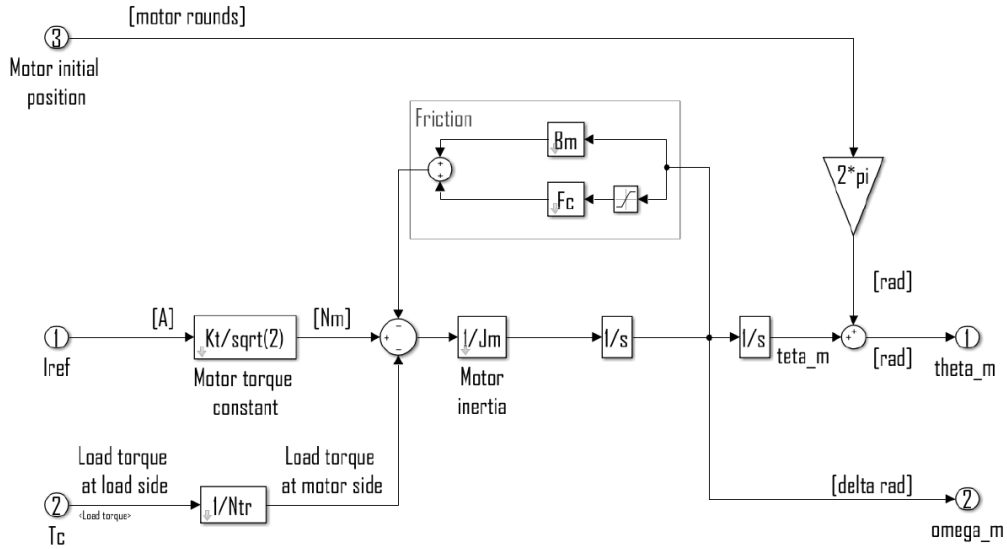 [motor rounds]
3
Motor initial
position
Friction
Bm
+
+
Fc
2*pi
[rad]
[A]
[Nm]
1
Iref
Kt/sqrt(2)
Motor torque
constant
−
+
−
1/Jm
Motor
inertia
1/s
1/s
teta_m
+
+
[rad]
1
theta_m
Load torque
at load side
Load torque
at motor side
2
<Load torque>
Tc
1/Ntr
[delta rad]
2
omega_m